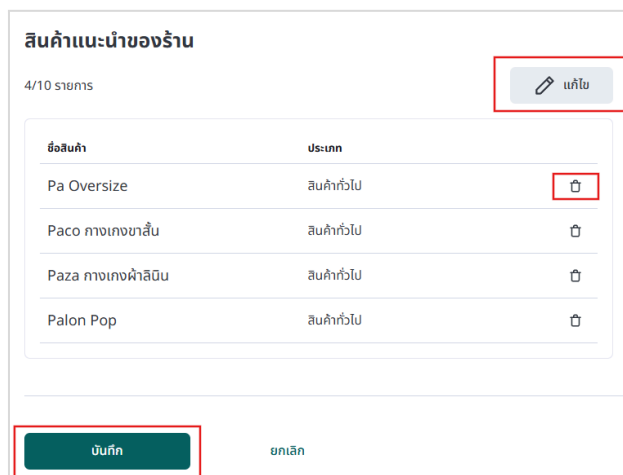 สินค้าแนะนำของร้าน
4/10 รายการ
แก้ไข
ชื่อสินค้า ประเภท
Pa Oversize สินค้าทั่วไป
Paco กางเกงขาสั้น สินค้าทั่วไป
Paza กางเกงผ้าลินิน สินค้าทั่วไป
Palon Pop สินค้าทั่วไป
บันทึก ยกเลิก